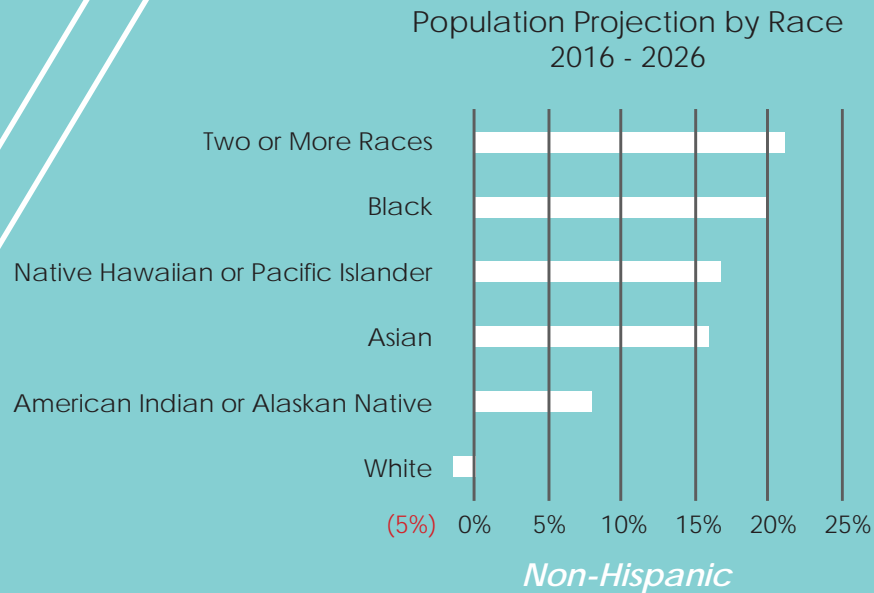 Population Projection by Race
2016 - 2026
Two or More Races
Black
Native Hawaiian or Pacific Islander
Asian
American Indian or Alaskan Native
White
(5%) 0% 5% 10% 15% 20% 25%
Non-Hispanic